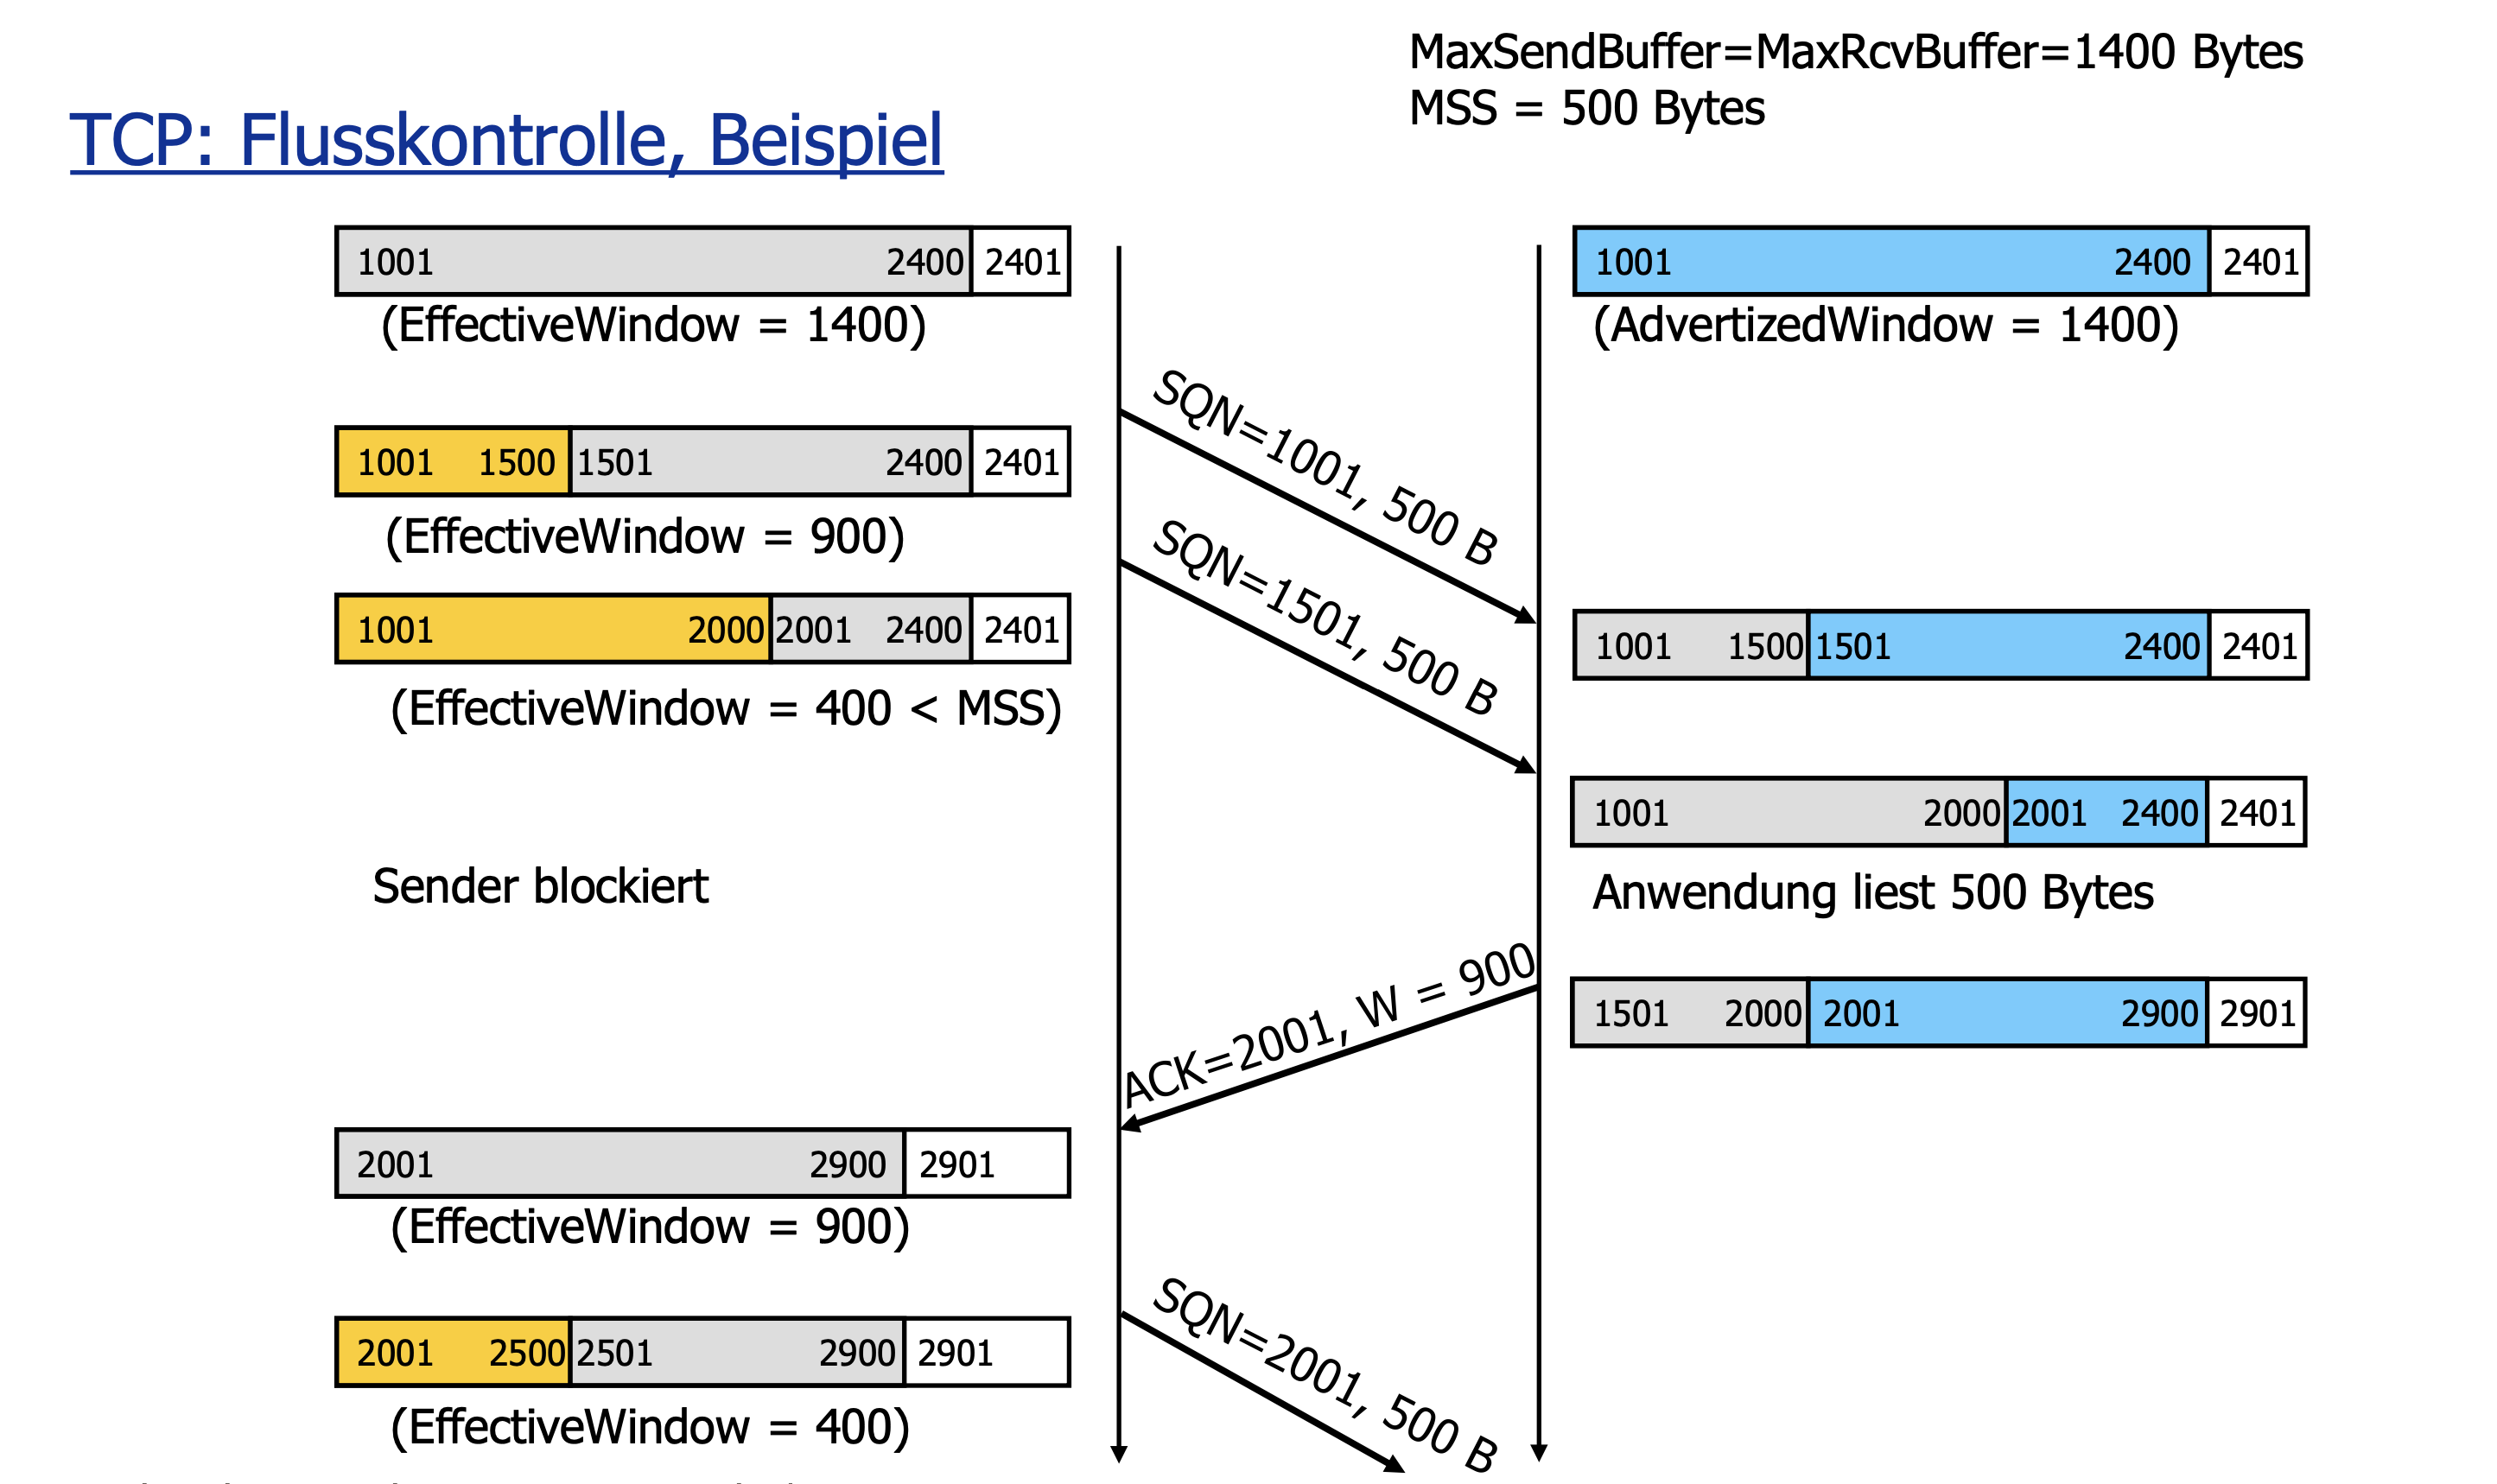 MaxSendBuffer=MaxRcvBuffer=1400 Bytes
MSS = 500 Bytes
TCP: Flusskontrolle, Beispiel
1001 2400 2401
(EffectiveWindow = 1400)
1001 2400 2401
(AdvertizedWindow = 1400)
SQN=1001, 500 B
1001 1500 1501 2400 2401
(EffectiveWindow = 900)
SQN=1501, 500 B
1001 2000 2001 2400 2401
(EffectiveWindow = 400 < MSS)
1001 1500 1501 2400 2401
1001 2000 2001 2400 2401
Sender blockiert
Anwendung liest 500 Bytes
ACK=2001, W = 900
1501 2000 2001 2900 2901
2001 2900 2901
(EffectiveWindow = 900)
SQN=2001, 500 B
2001 2500 2501 2900 2901
(EffectiveWindow = 400)